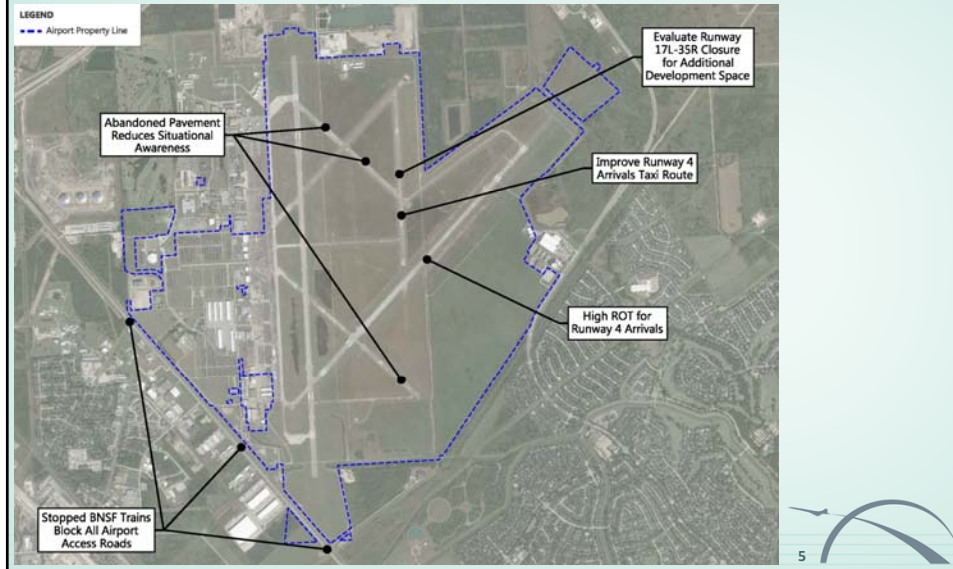 LEGEND
Airport Property Line
Evaluate Runway
17L-35R Closure
for Additional
Development Space
Abandoned Pavement
Reduces Situational
Awareness
Improve Runway 4
Arrivals Taxi Route
High ROT for
Runway 4 Arrivals
Stopped BNSF Trains
Block All Airport
Access Roads
5